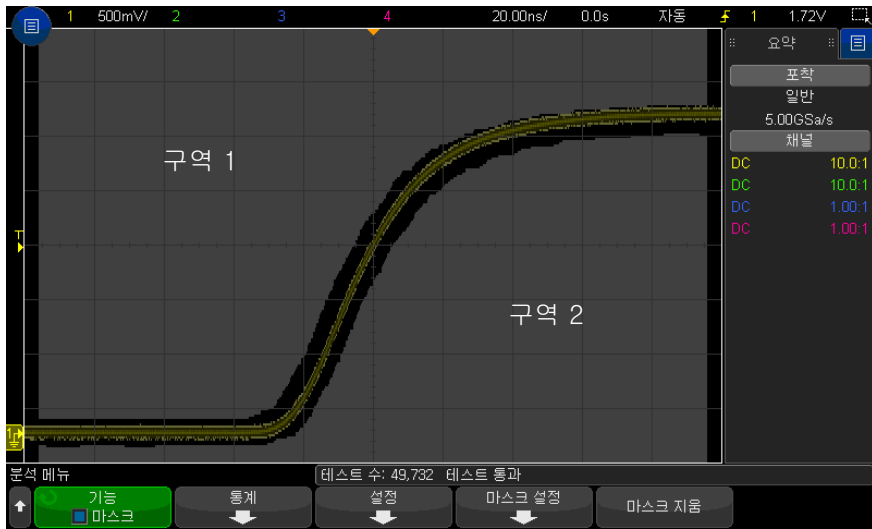 1 500mV/ 2 3 4 20.00ns/ 0.0s 자동 1 1.72V
요약
포착
일반
5.00GSa/s
채널
DC 10.0:1
DC 10.0:1
DC 1.00:1
DC 1.00:1
구역 1
T
구역 2
1
분석 메뉴 테스트 수: 49,732 테스트 통과
기능
마스크
통계
설정
마스크 설정
마스크 지움